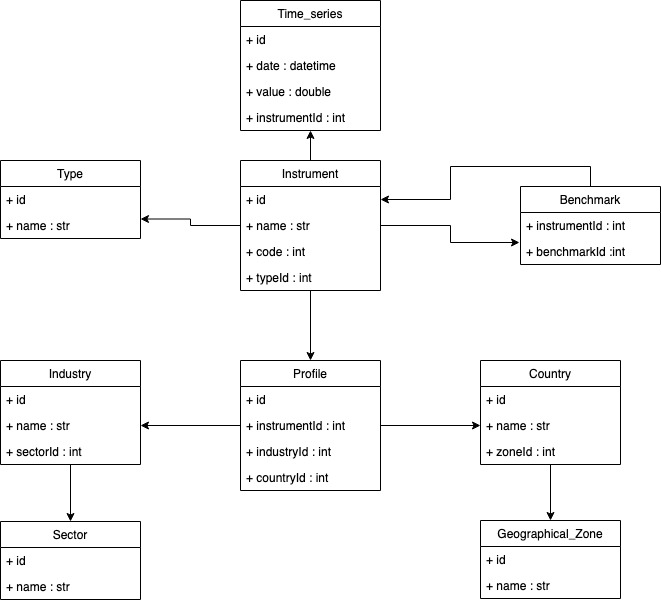 Time_series
+ id
+ date : datetime
+ value : double
+ instrumentId : int
Type
+ id
+ name : str
Instrument
+ id
+ name : str
+ code : int
+ typeId : int
Benchmark
+ instrumentId : int
+ benchmarkId :int
Industry
+ id
+ name : str
+ sectorId : int
Profile
+ id
+ instrumentId : int
+ industryId : int
+ countryId : int
Country
+ id
+ name : str
+ zoneId : int
Sector
+ id
+ name : str
Geographical_Zone
+ id
+ name : str